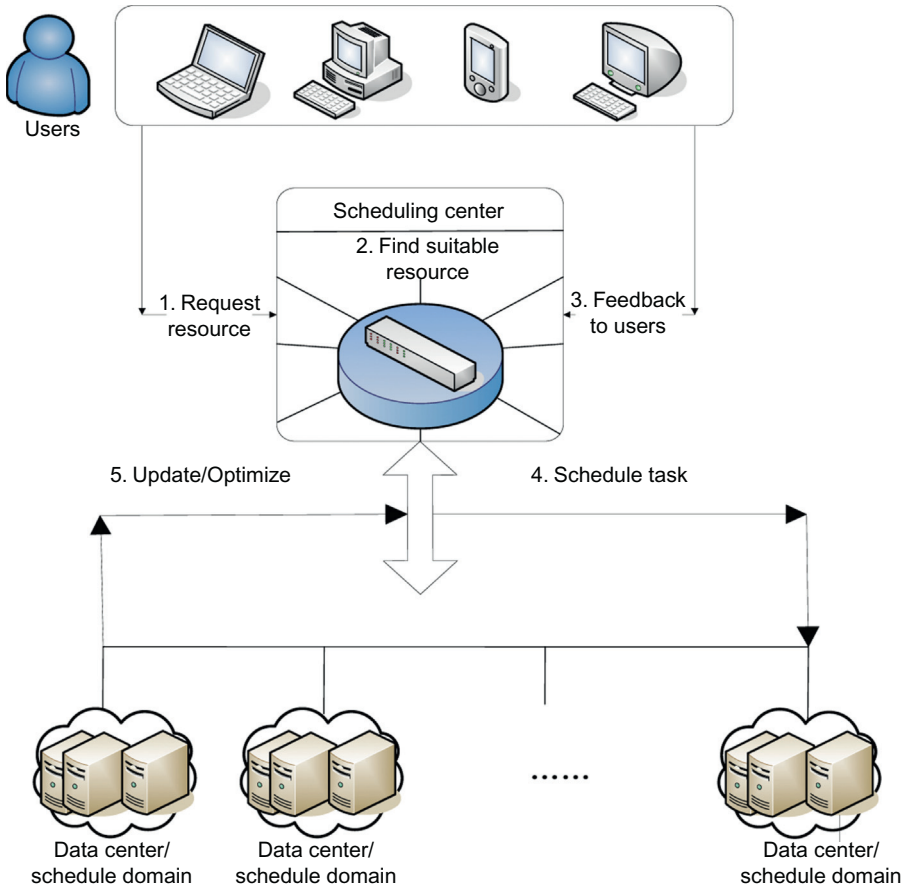 Users
Scheduling center
2. Find suitable
resource
1. Request
resource
3. Feedback
to users
5. Update/Optimize
4. Schedule task
......
Data center/
schedule domain
Data center/
schedule domain
Data center/
schedule domain